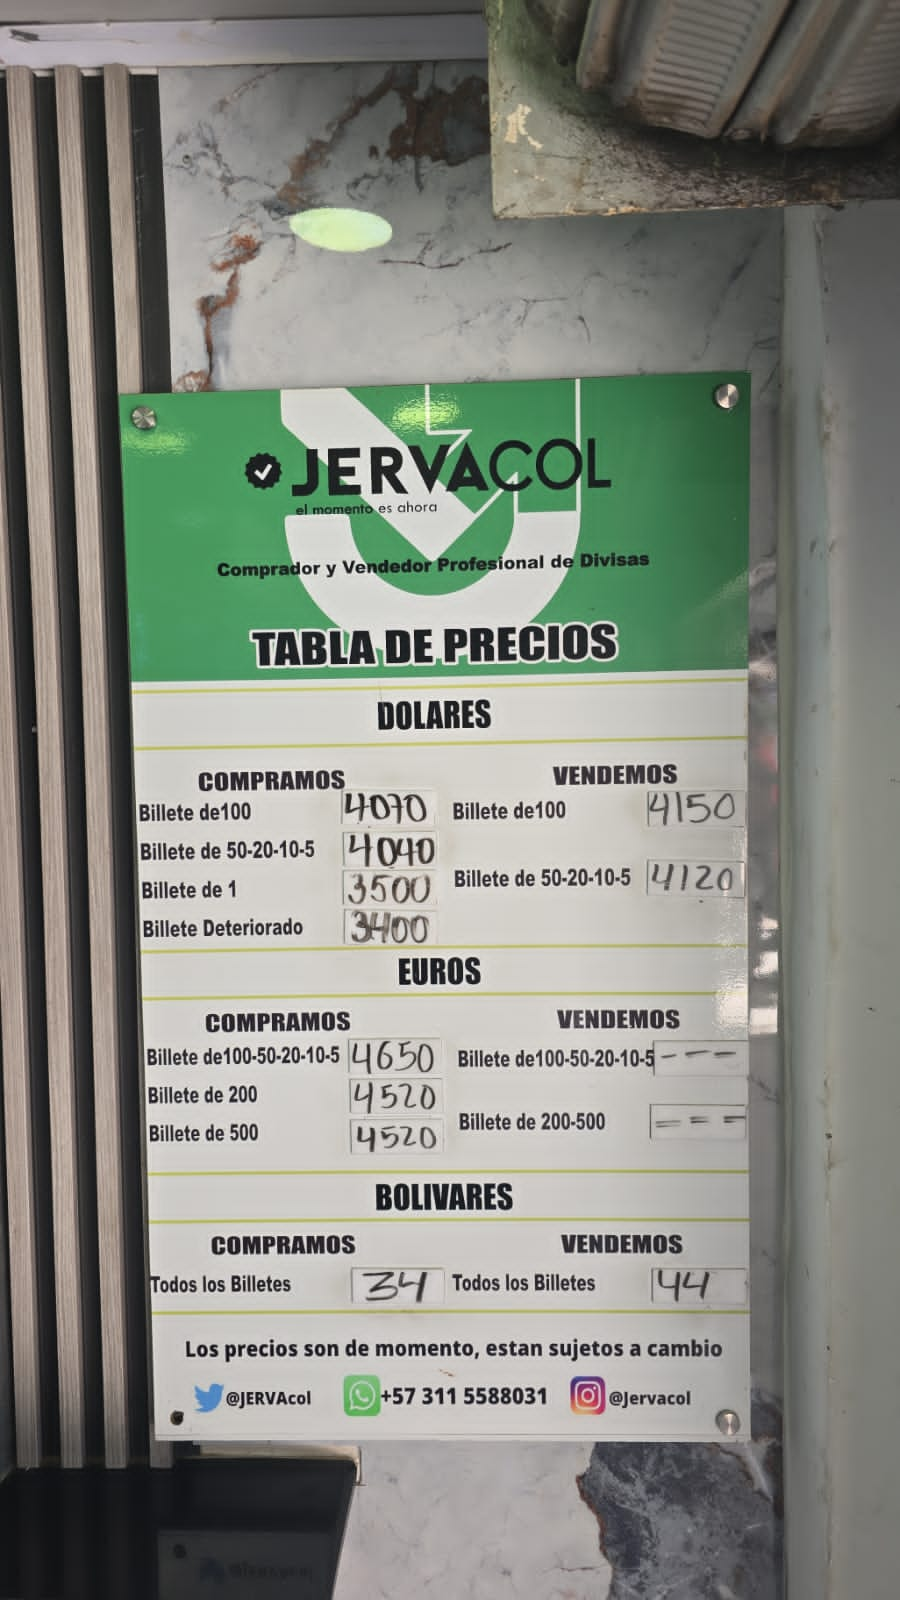 JERVACOL
el momento es ahora
Comprador y Vendedor Profesional de Divisas
TABLA DE PRECIOS
DOLARES
COMPRAMOS VENDEMOS
Billete de100 4070 Billete de100 4150
Billete de 50-20-10-5 4040
Billete de 1 3500 Billete de 50-20-10-5 4120
Billete Deteriorado 3400
EUROS
COMPRAMOS VENDEMOS
Billete de100-50-20-10-5 4650 Billete de100-50-20-10-5 ---
Billete de 200 4520
Billete de 500 4520 Billete de 200-500 ===
BOLIVARES
COMPRAMOS VENDEMOS
Todos los Billetes 34 Todos los Billetes 44
Los precios son de momento, estan sujetos a cambio
@JERVAcol +57 311 5588031 @Jervacol